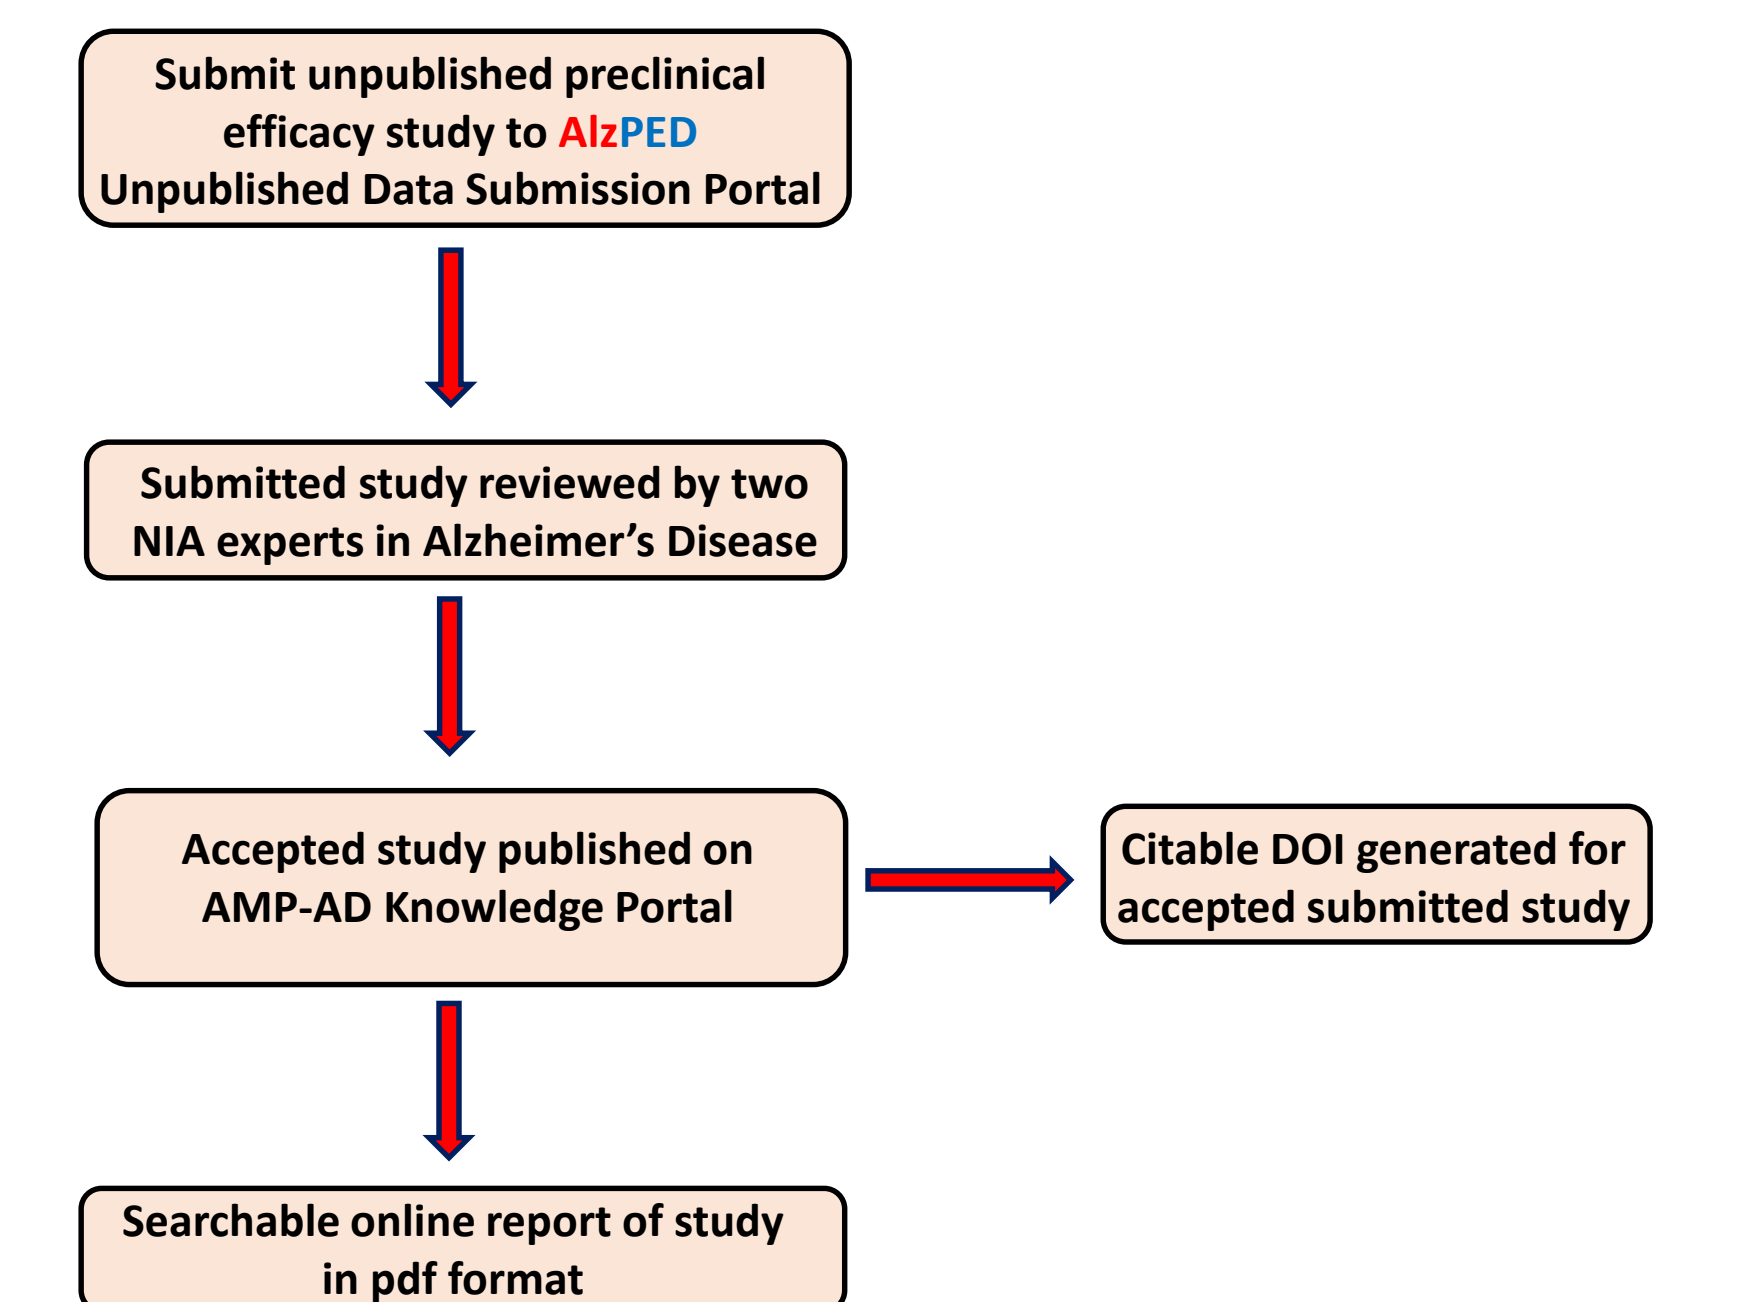 Submit unpublished preclinical
efficacy study to AlzPED
Unpublished Data Submission Portal
Submitted study reviewed by two
NIA experts in Alzheimer’s Disease
Accepted study published on
AMP-AD Knowledge Portal
Citable DOI generated for
accepted submitted study
Searchable online report of study
in pdf format